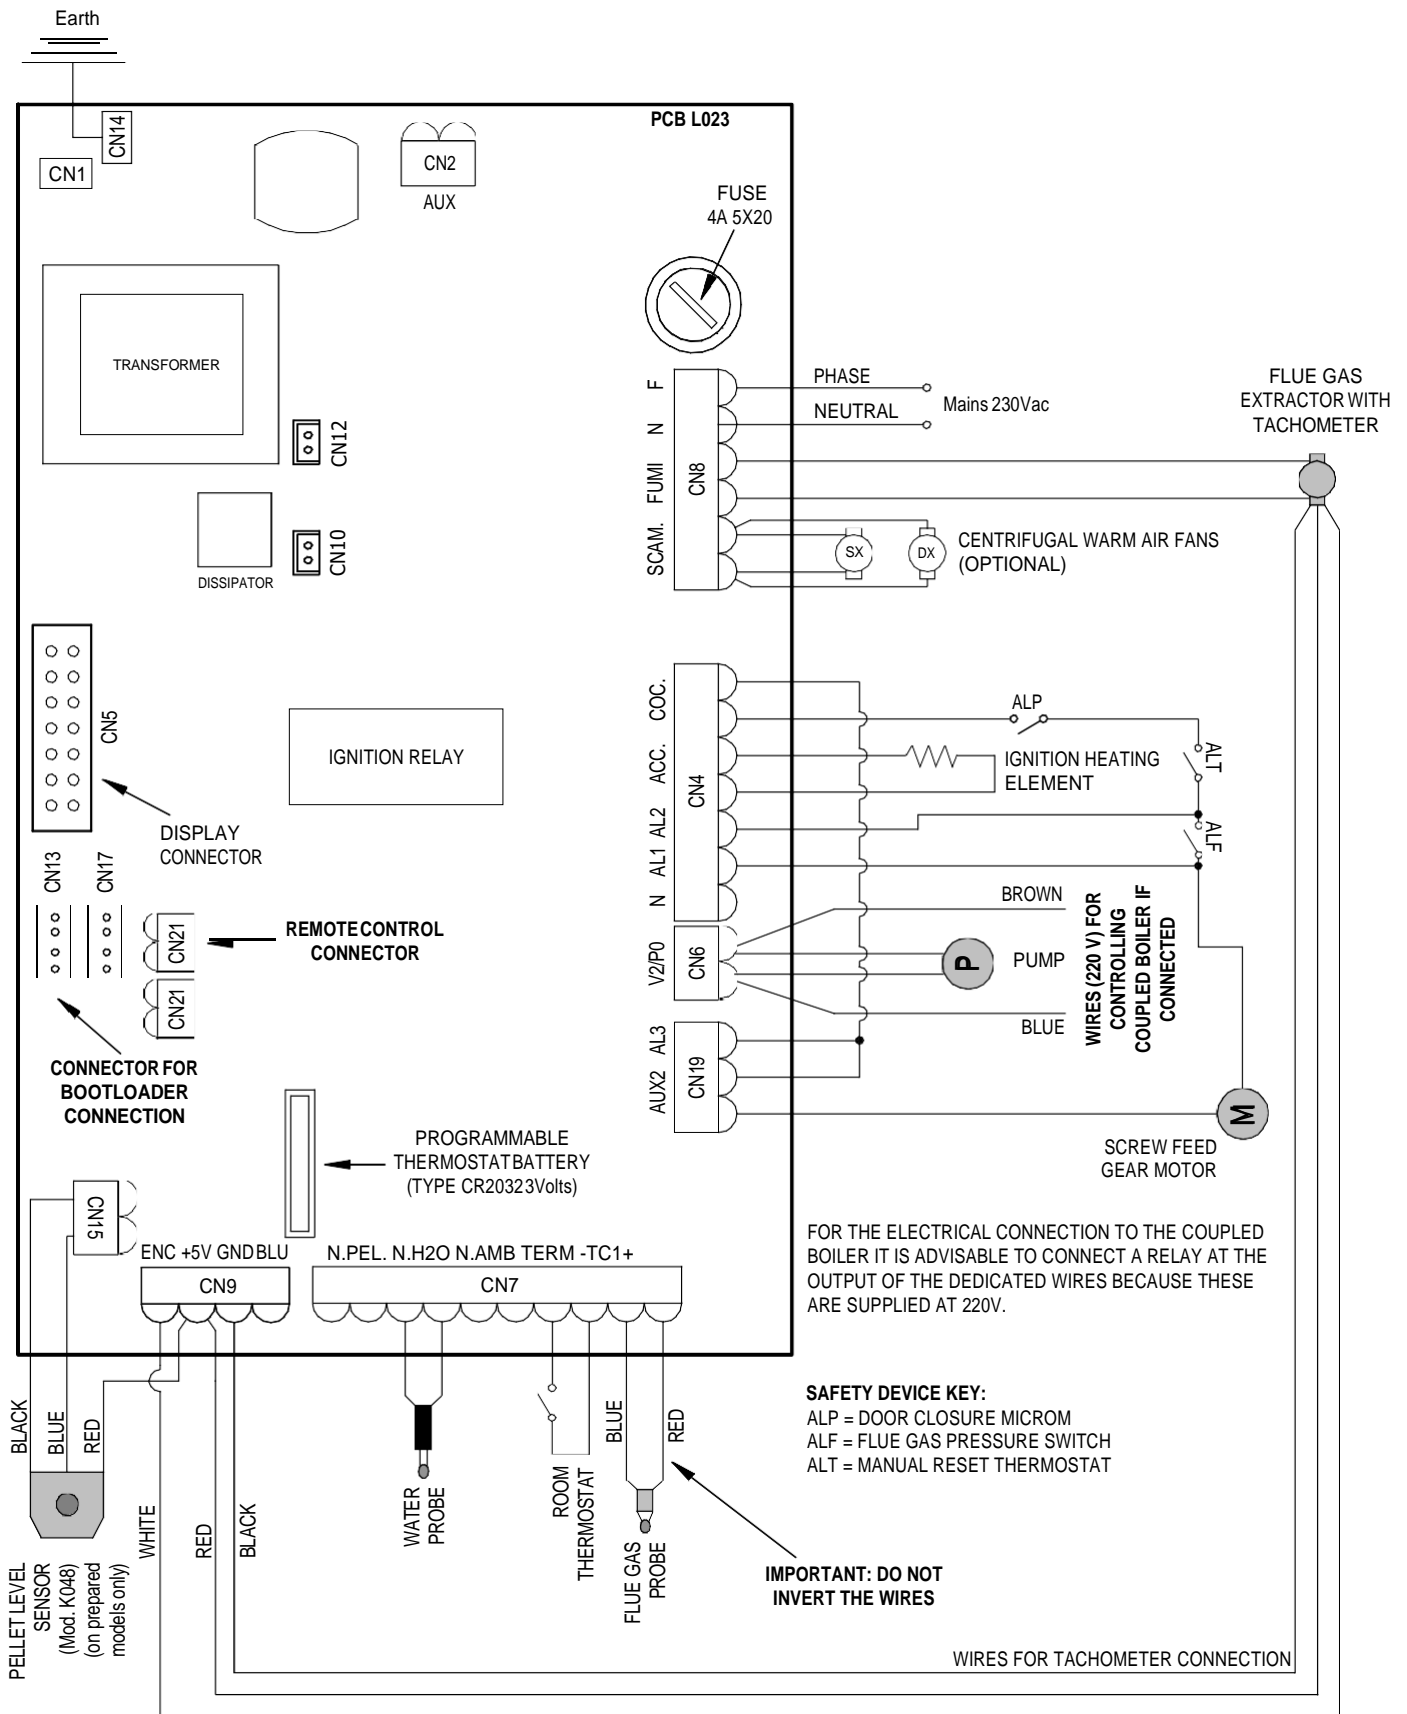 Earth
PCB L023
CN14
CN1
CN2
AUX
FUSE
4A 5X20
TRANSFORMER
CN12
DISSIPATOR
CN10
F
N
FUMI
SCAM.
CN8
PHASE
NEUTRAL
Mains 230Vac
FLUE GAS
EXTRACTOR WITH
TACHOMETER
SX
DX
CENTRIFUGAL WARM AIR FANS
(OPTIONAL)
CN5
DISPLAY
CONNECTOR
IGNITION RELAY
COC.
ACC.
AL2
AL1
N
CN4
ALP
IGNITION HEATING
ELEMENT
ALT
ALF
CN13
CN17
CN21
CN21
REMOTE CONTROL
CONNECTOR
CONNECTOR FOR
BOOTLOADER
CONNECTION
V2/P0
CN6
BROWN
P
PUMP
BLUE
WIRES (220 V) FOR
CONTROLLING
COUPLED BOILER IF
CONNECTED
AL3
AUX2
CN19
M
SCREW FEED
GEAR MOTOR
PROGRAMMABLE
THERMOSTAT BATTERY
(TYPE CR2032 3Volts)
CN15
ENC +5V GND BLU
CN9
N.PEL. N.H2O N.AMB TERM -TC1+
CN7
FOR THE ELECTRICAL CONNECTION TO THE COUPLED
BOILER IT IS ADVISABLE TO CONNECT A RELAY AT THE
OUTPUT OF THE DEDICATED WIRES BECAUSE THESE
ARE SUPPLIED AT 220V.
SAFETY DEVICE KEY:
ALP = DOOR CLOSURE MICROM
ALF = FLUE GAS PRESSURE SWITCH
ALT = MANUAL RESET THERMOSTAT
BLACK
BLUE
RED
PELLET LEVEL
SENSOR
(Mod. K048)
(on prepared
models only)
WHITE
RED
BLACK
WATER
PROBE
ROOM
THERMOSTAT
BLUE
RED
FLUE GAS
PROBE
IMPORTANT: DO NOT
INVERT THE WIRES
WIRES FOR TACHOMETER CONNECTION